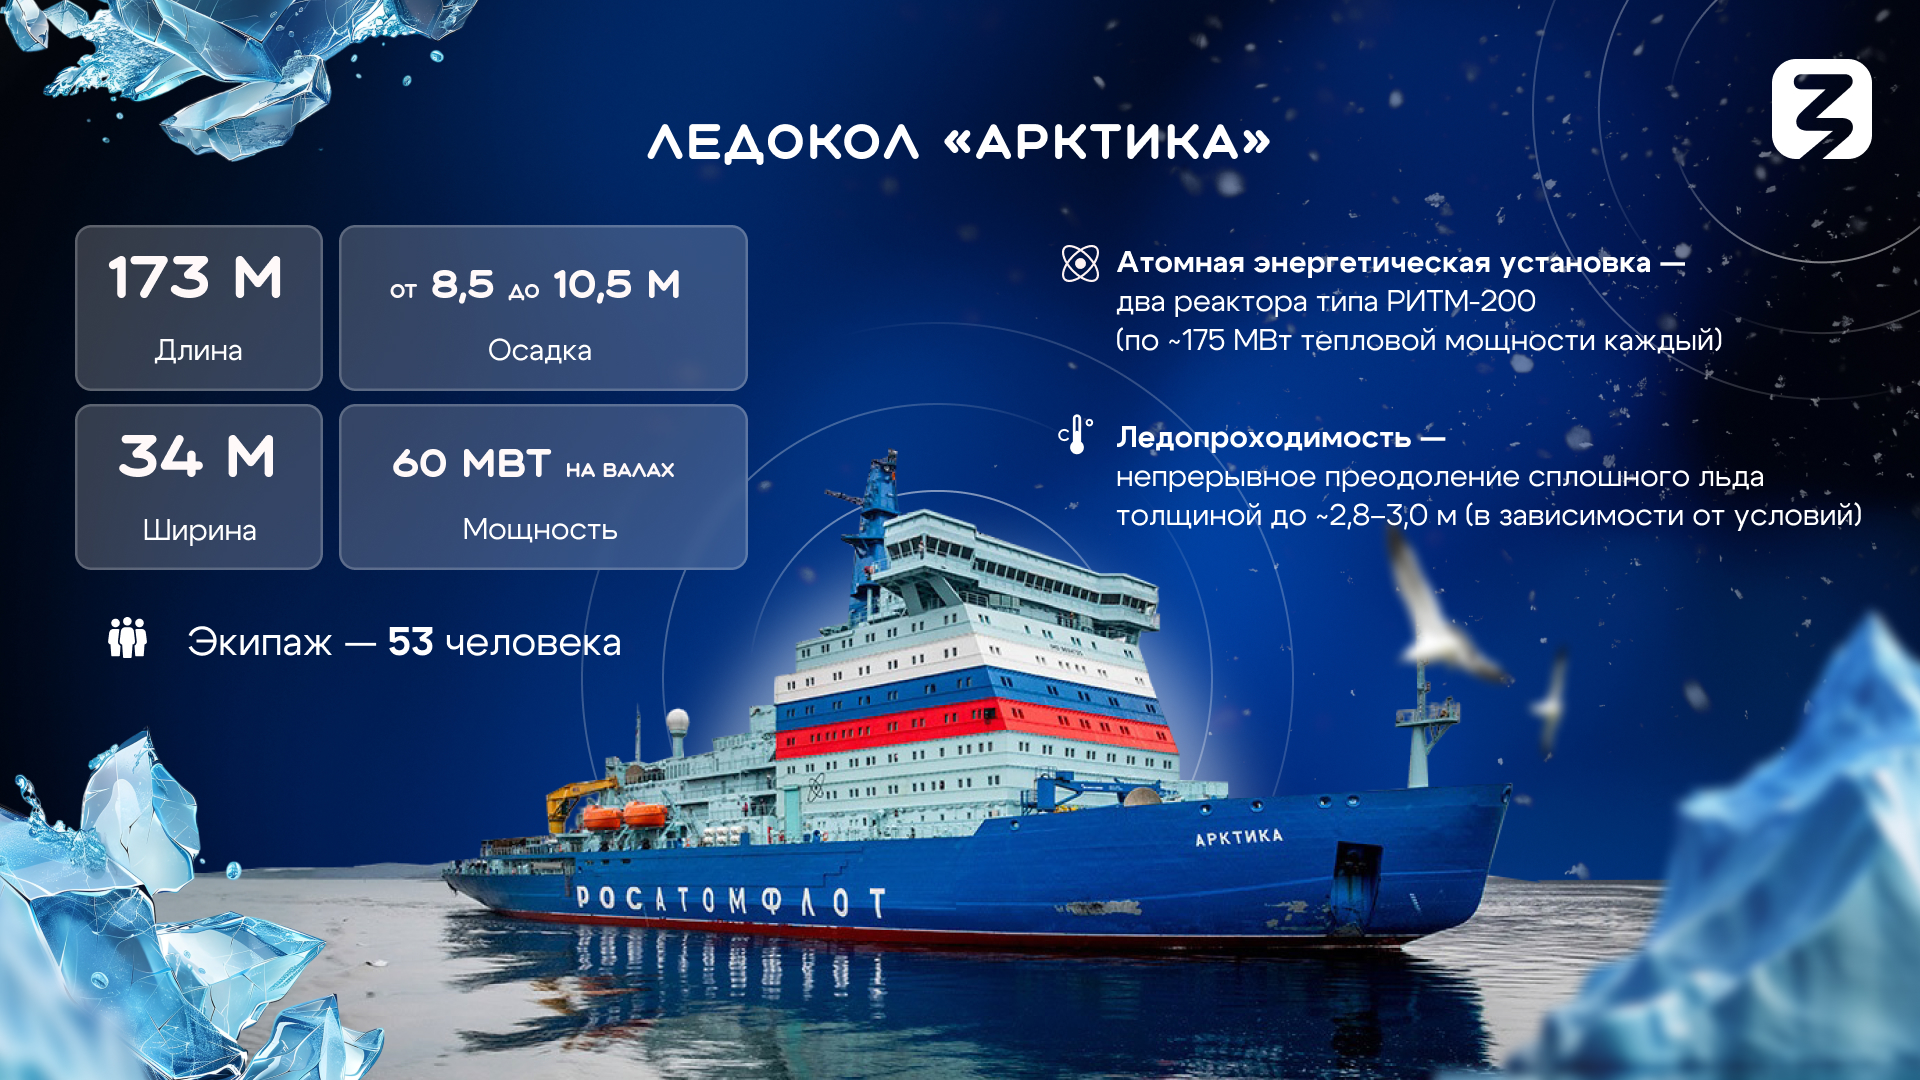 ЛЕДОКОЛ «АРКТИКА»
173 М
Длина
от 8,5 до 10,5 М
Осадка
34 М
Ширина
60 МВТ НА ВАЛАХ
Мощность
Экипаж — 53 человека
Атомная энергетическая установка —
два реактора типа РИТМ-200
(по ~175 МВт тепловой мощности каждый)
Ледопроходимость —
непрерывное преодоление сплошного льда
толщиной до ~2,8–3,0 м (в зависимости от условий)
АРКТИКА
РОСАТОМФЛОТ